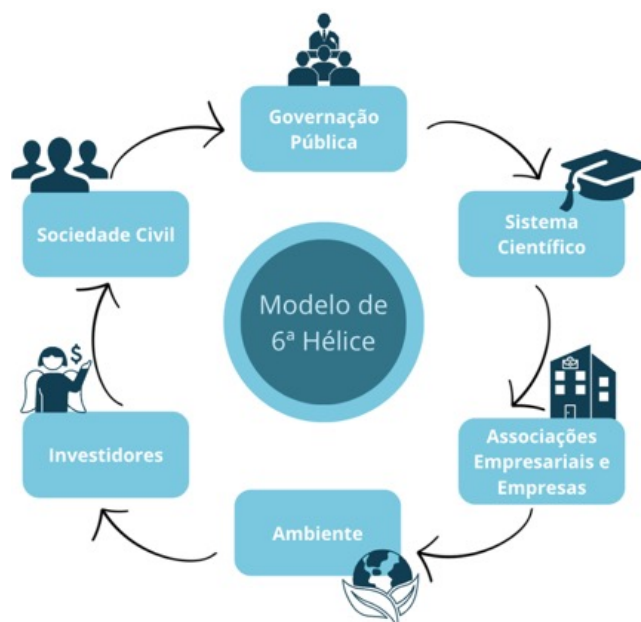 Governação
Pública
Sistema
Científico
Associações
Empresariais e
Empresas
Ambiente
Investidores
$
Sociedade Civil
Modelo de
6ª Hélice